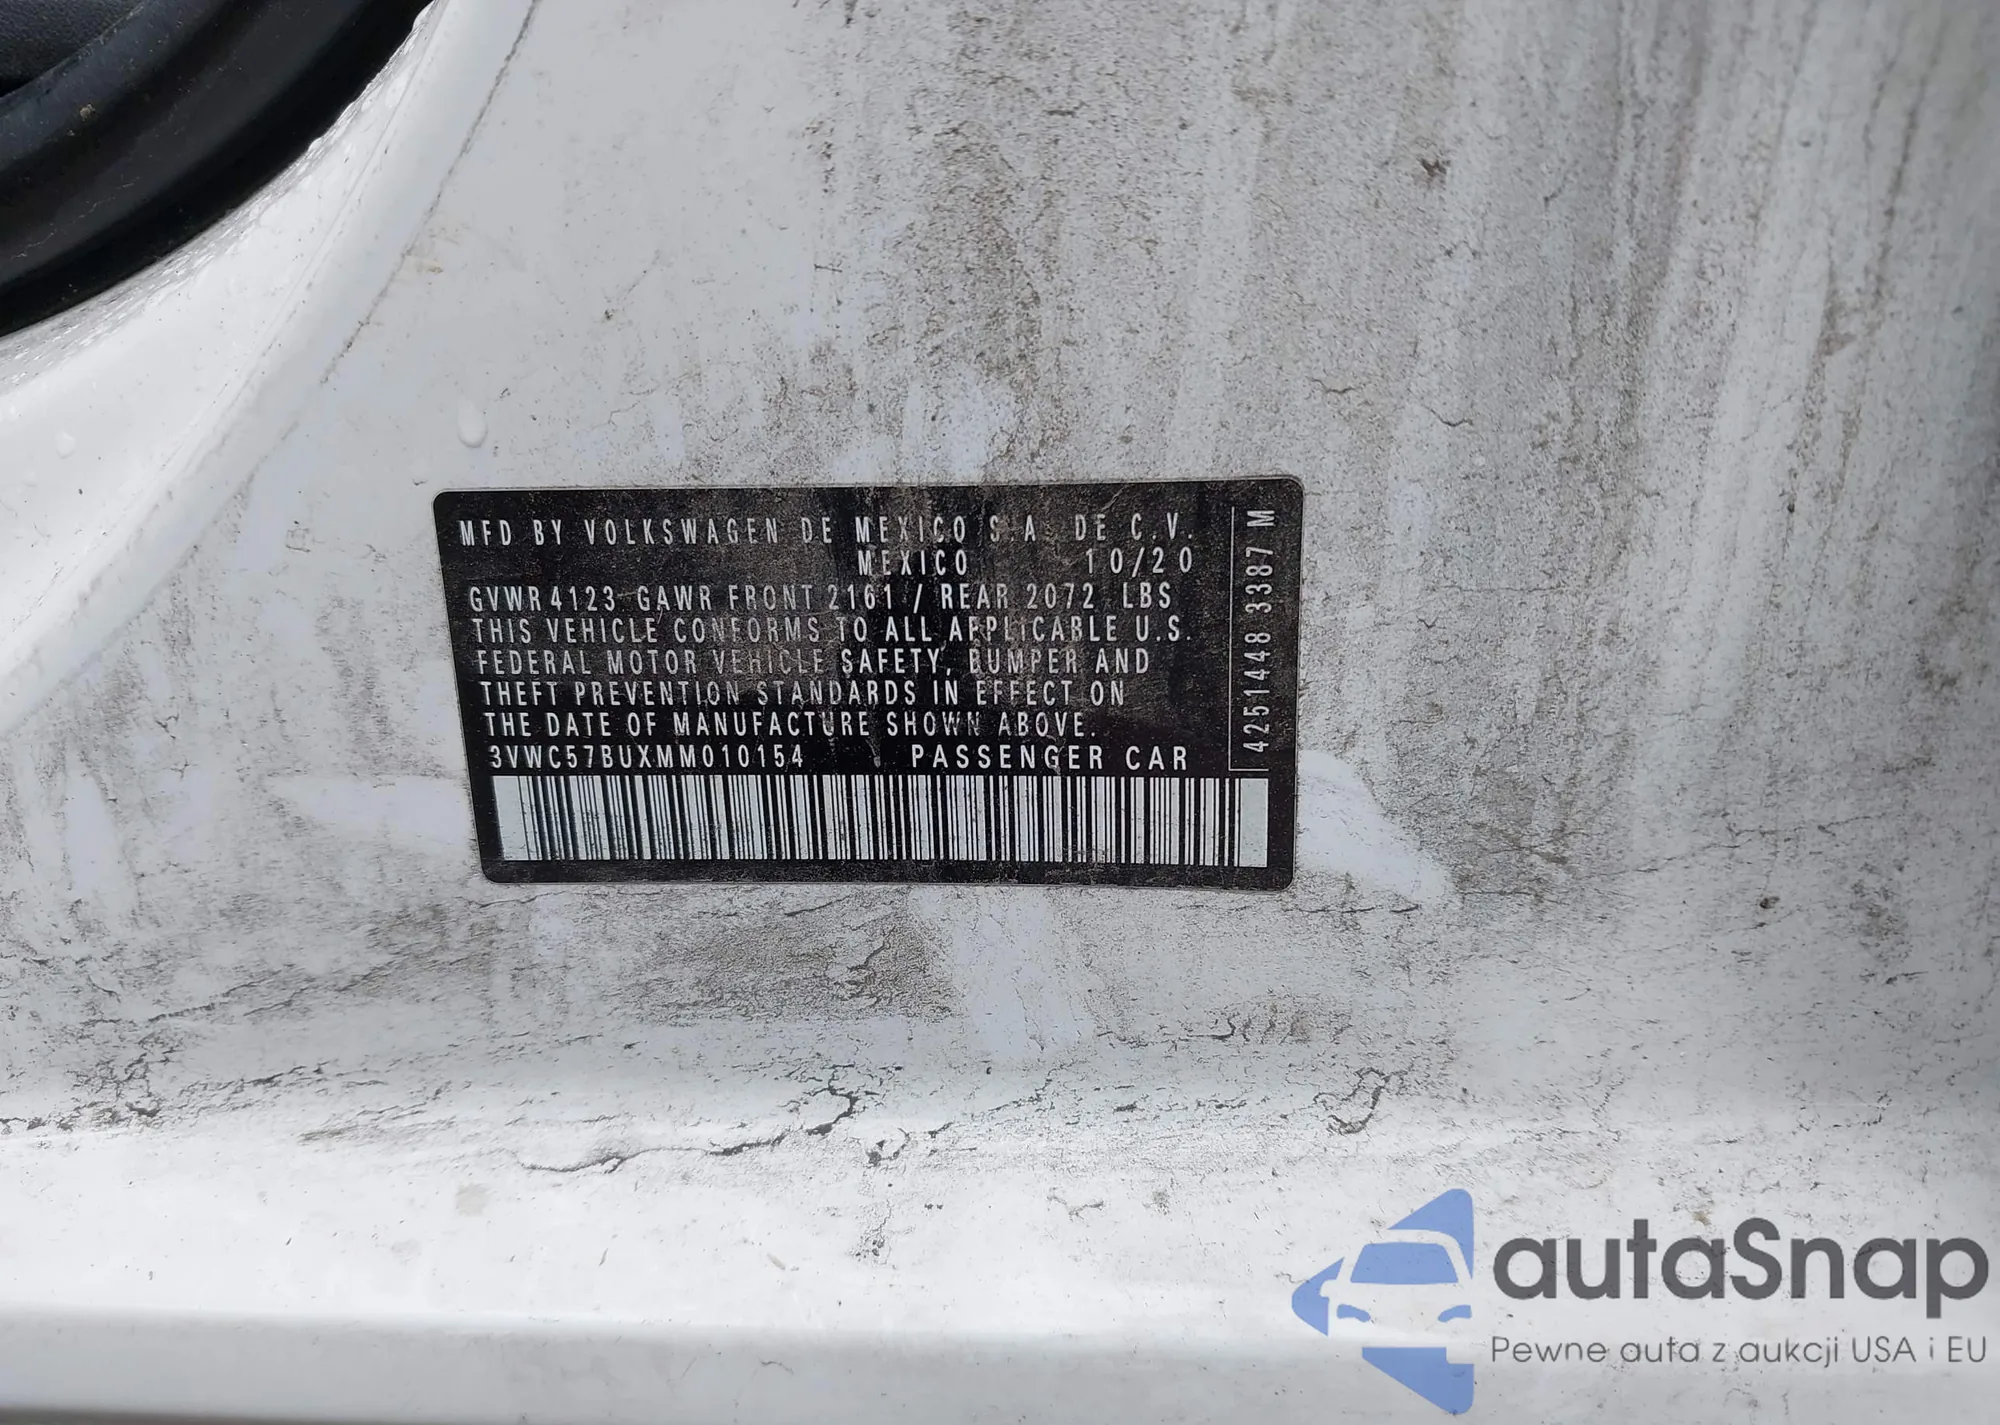 MFD BY VOLKSWAGEN DE MEXICO S.A. DE C.V.
MEXICO 10/20
GVWR 4123 GAWR FRONT 2161 / REAR 2072 LBS
THIS VEHICLE CONFORMS TO ALL APPLICABLE U.S.
FEDERAL MOTOR VEHICLE SAFETY, BUMPER AND
THEFT PREVENTION STANDARDS IN EFFECT ON
THE DATE OF MANUFACTURE SHOWN ABOVE.
3VWC57BUXMM010154 PASSENGER CAR
4251448 3387 M
autaSnap
Pewne auta z aukcji USA i EU